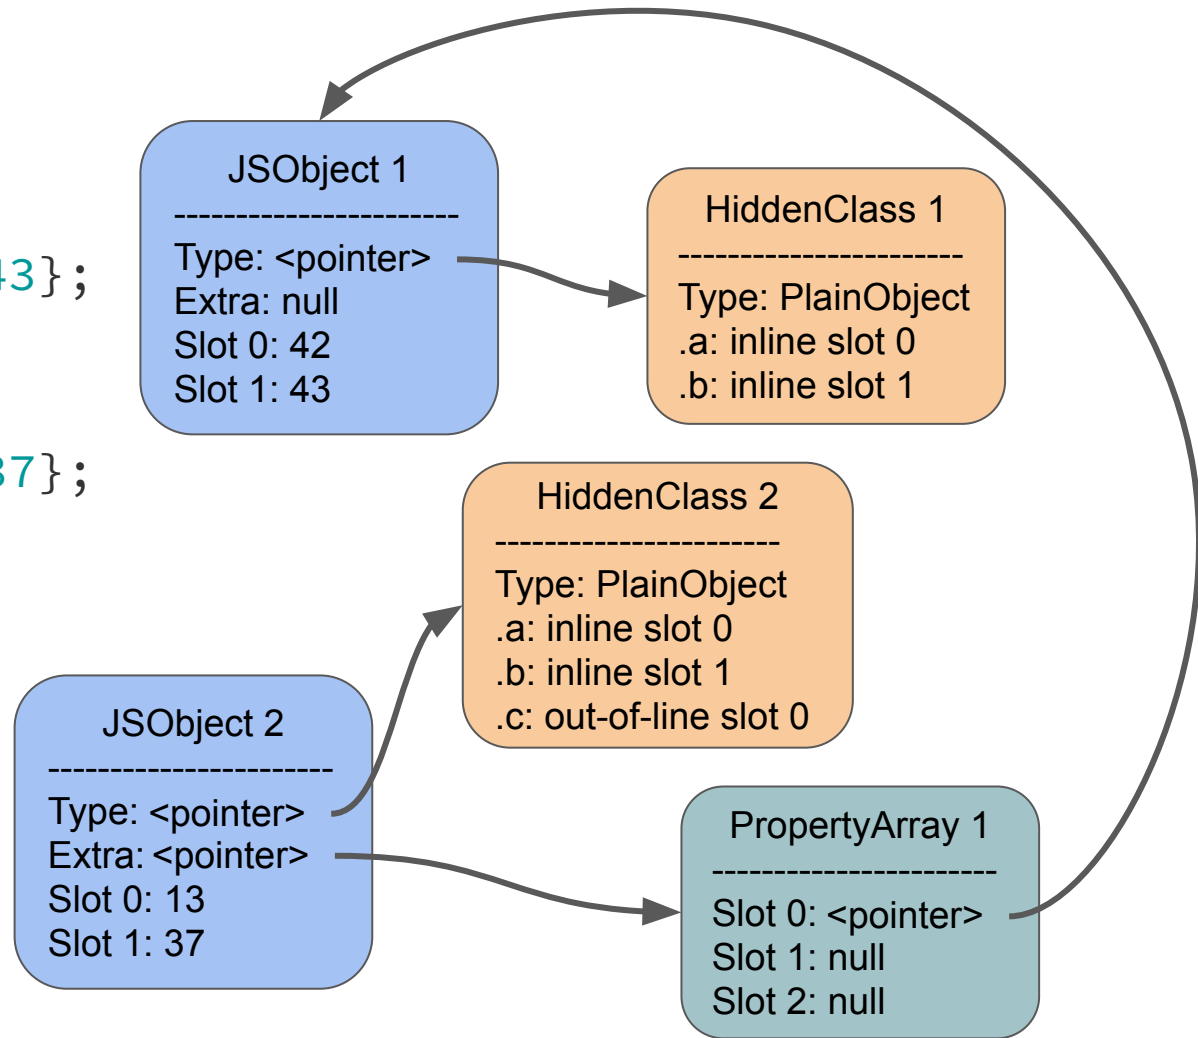 JSObject 1
-----------------------
Type: <pointer>
Extra: null
Slot 0: 42
Slot 1: 43
HiddenClass 1
-----------------------
Type: PlainObject
.a: inline slot 0
.b: inline slot 1
43};
37};
HiddenClass 2
-----------------------
Type: PlainObject
.a: inline slot 0
.b: inline slot 1
.c: out-of-line slot 0
JSObject 2
-----------------------
Type: <pointer>
Extra: <pointer>
Slot 0: 13
Slot 1: 37
PropertyArray 1
-----------------------
Slot 0: <pointer>
Slot 1: null
Slot 2: null